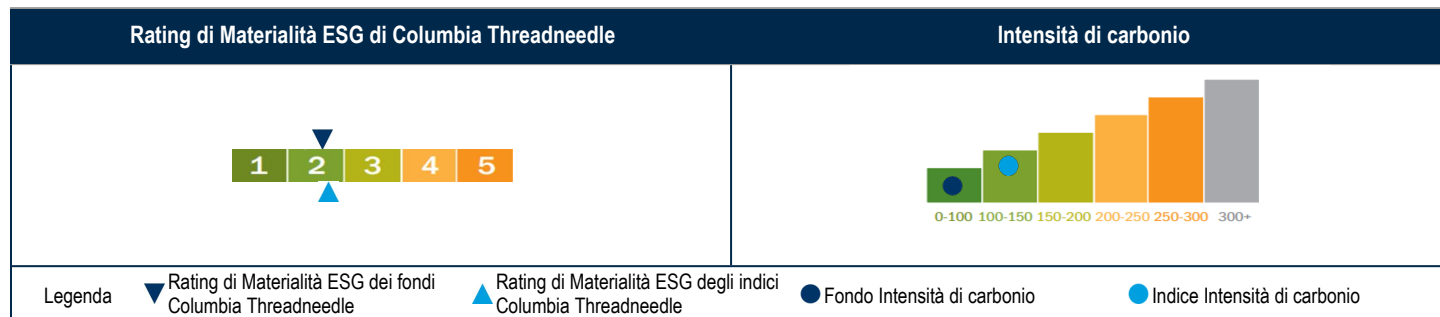 Rating di Materialità ESG di Columbia Threadneedle
Intensità di carbonio
1 2 3 4 5
0-100 100-150 150-200 200-250 250-300 300+
Legenda
Rating di Materialità ESG dei fondi
Columbia Threadneedle
Rating di Materialità ESG degli indici
Columbia Threadneedle
Fondo Intensità di carbonio
Indice Intensità di carbonio